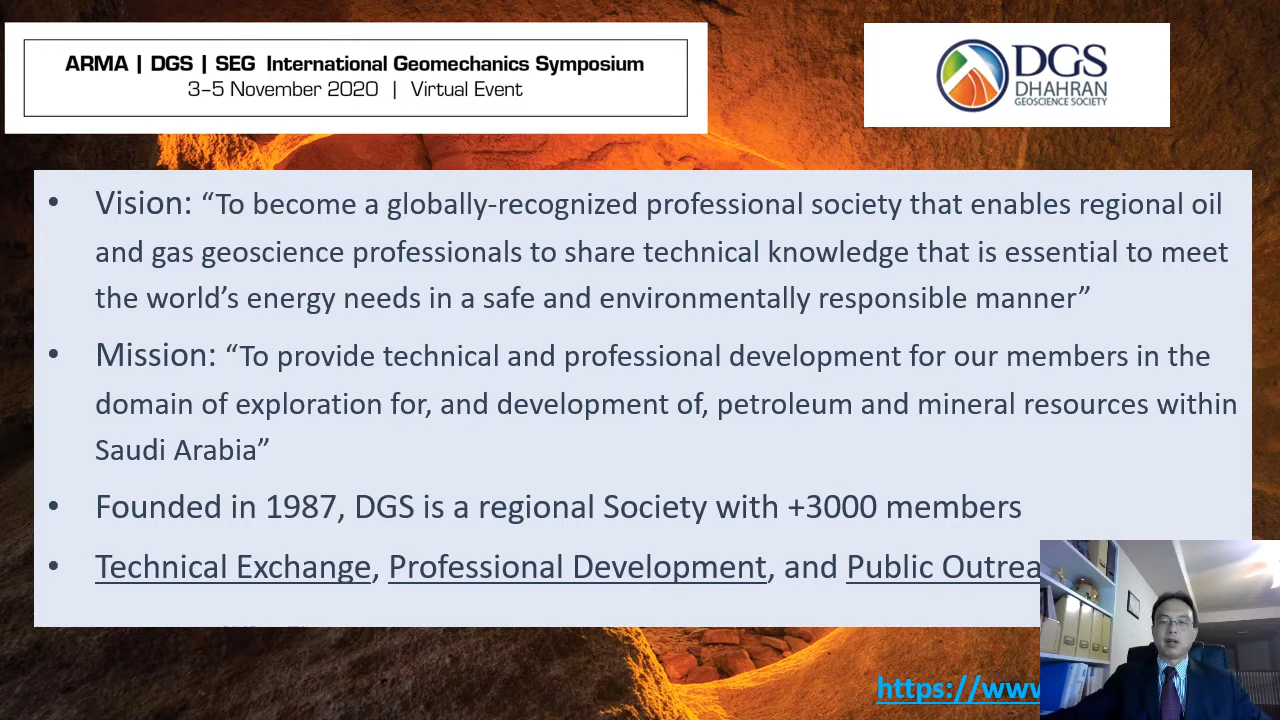 ARMA | DGS | SEG International Geomechanics Symposium
3–5 November 2020 | Virtual Event
DGS
DHAHRAN
GEOSCIENCE SOCIETY
• Vision: “To become a globally-recognized professional society that enables regional oil
and gas geoscience professionals to share technical knowledge that is essential to meet
the world’s energy needs in a safe and environmentally responsible manner”
• Mission: “To provide technical and professional development for our members in the
domain of exploration for, and development of, petroleum and mineral resources within
Saudi Arabia”
• Founded in 1987, DGS is a regional Society with +3000 members
• Technical Exchange, Professional Development, and Public Outrea
https://www